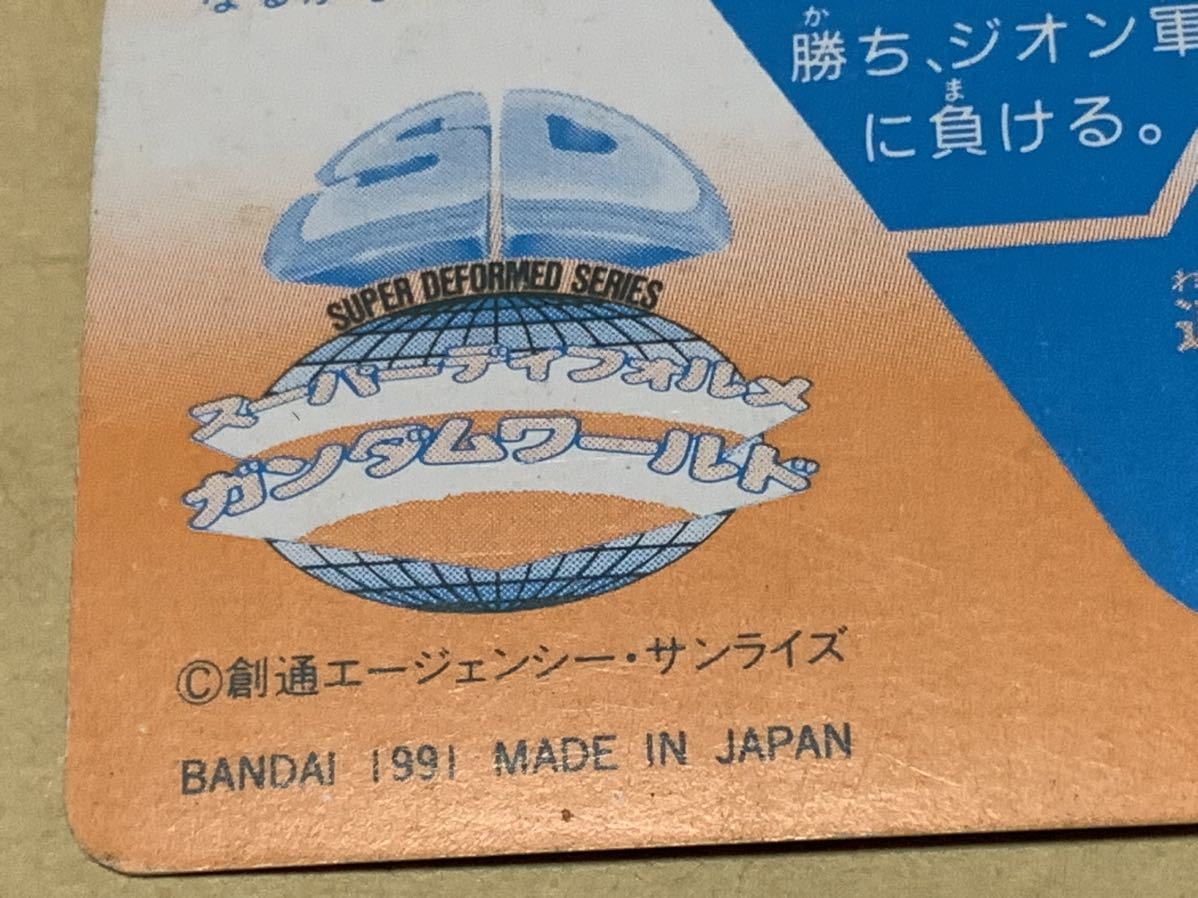 か
勝ち、ジオン軍
ま
に負ける。
SD
SUPER DEFORMED SERIES
スーパーディフォルメ
ガンダムワールド
©創通エージェンシー・サンライズ
BANDAI 1991 MADE IN JAPAN